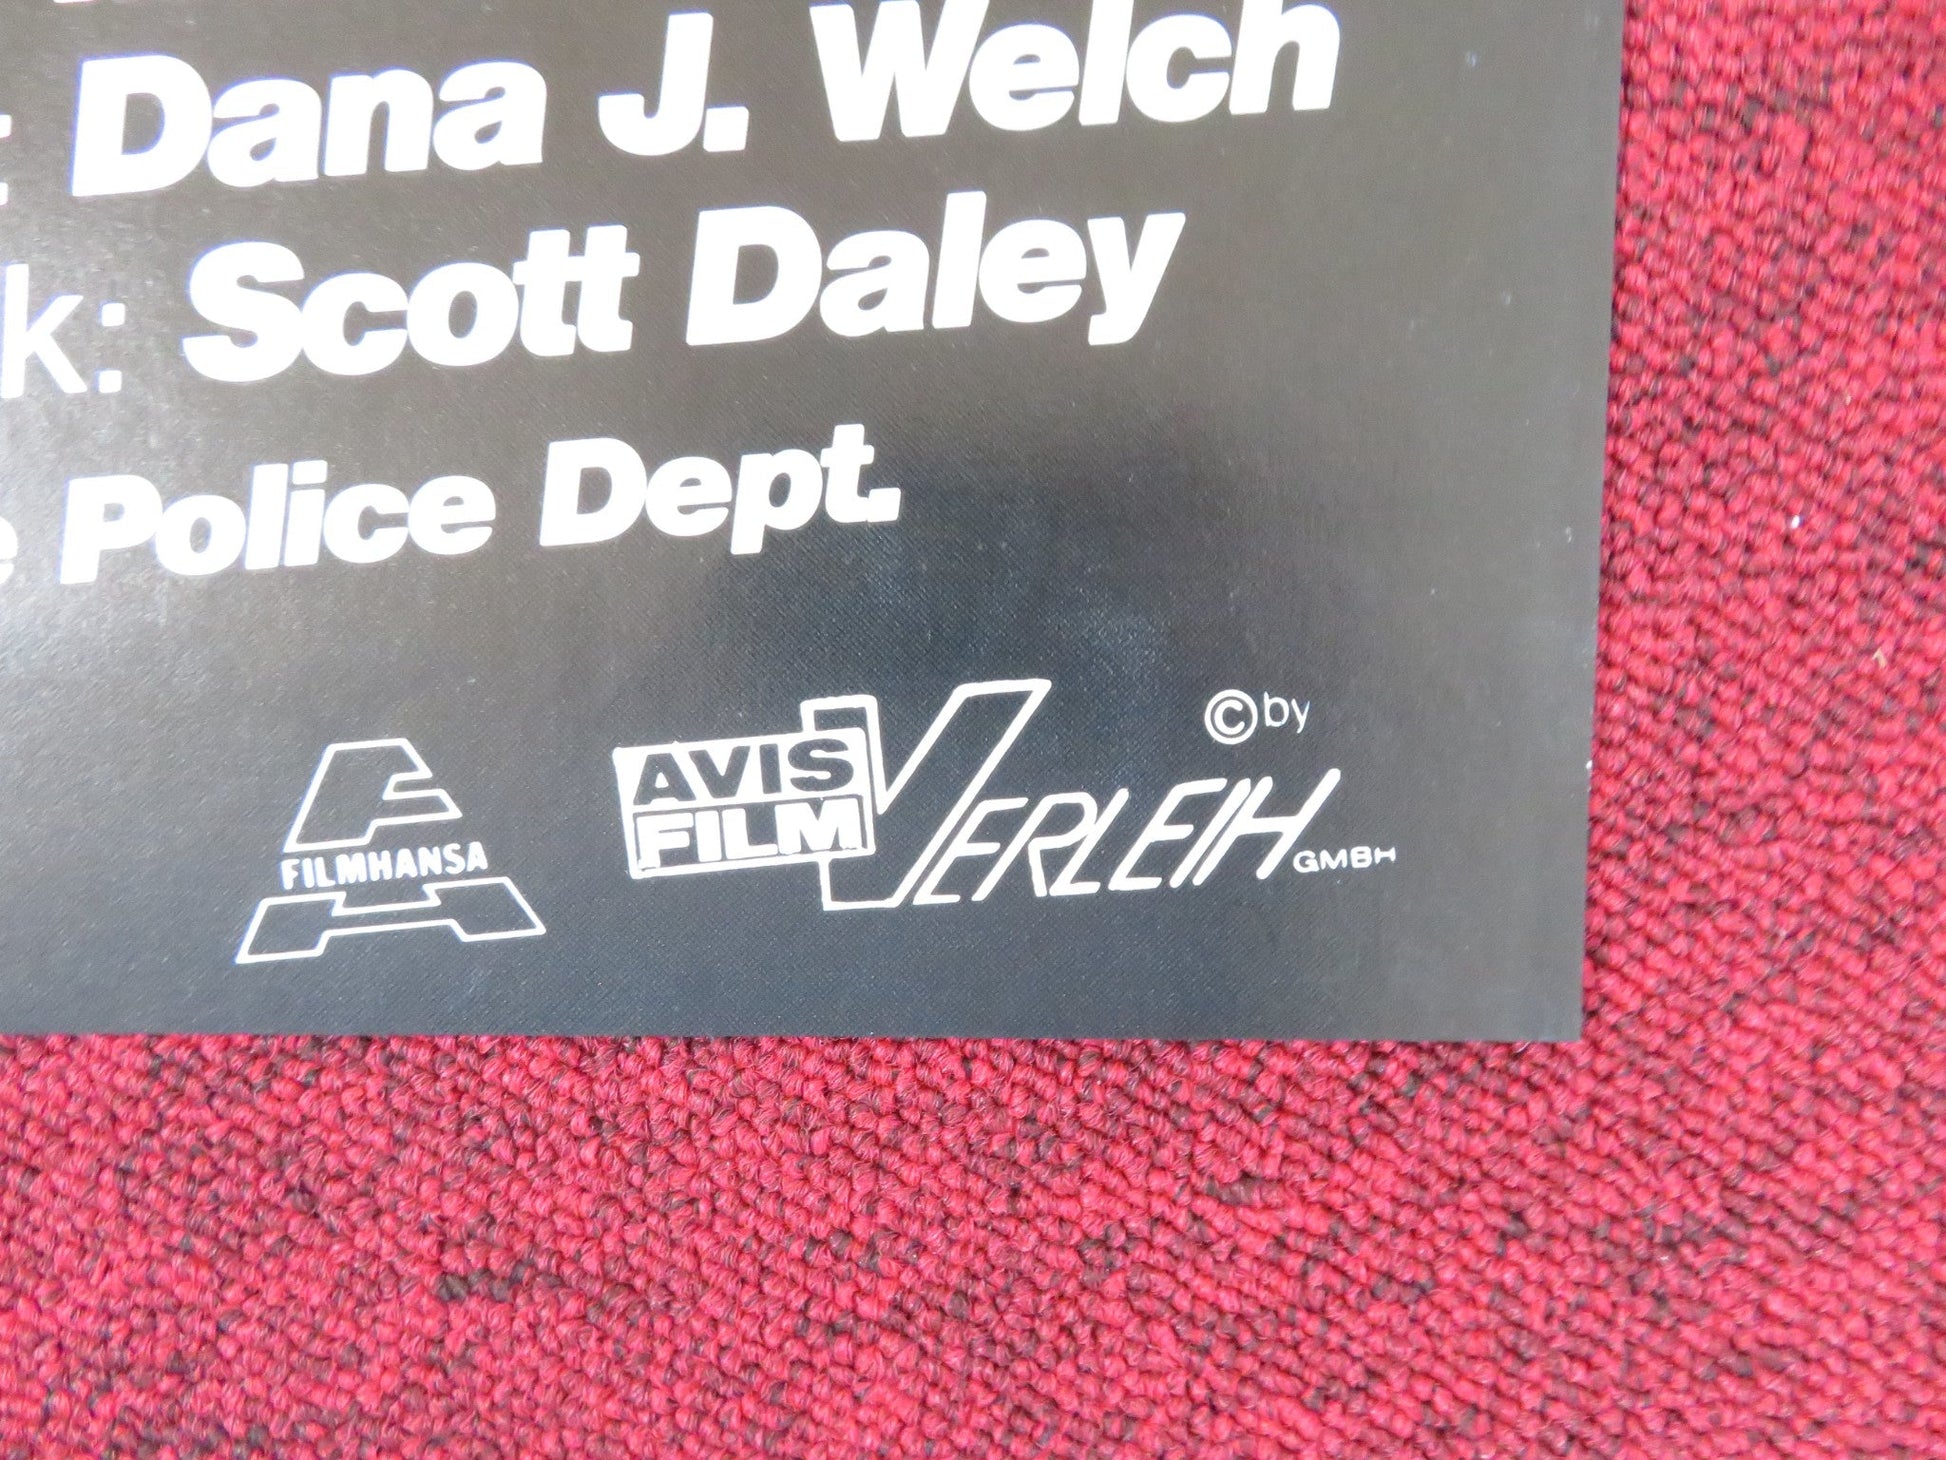 : Dana J. Welch
k: Scott Daley
e Police Dept.
FILMHANSA
AVIS FILM VERLEIH GMBH
© by